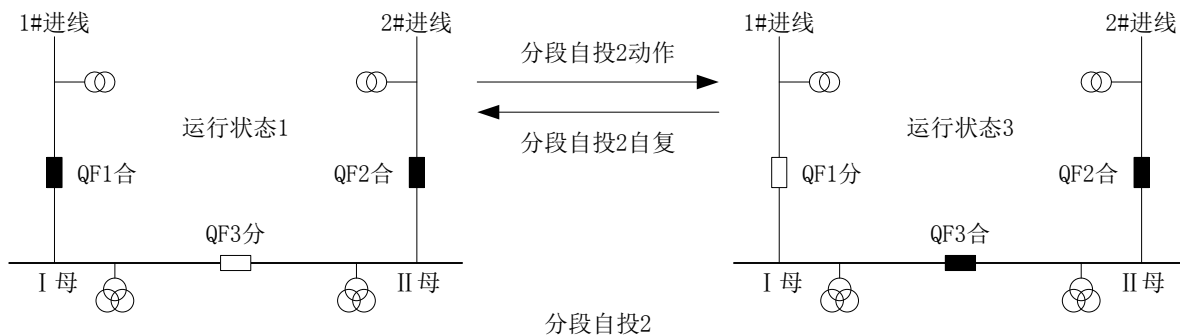 1#进线 2#进线 1#进线 2#进线
分段自投2动作
运行状态1 运行状态3
分段自投2自复
QF1合 QF2合 QF1分 QF2合
QF3分 QF3合
I母 II母 I母 II母
分段自投2